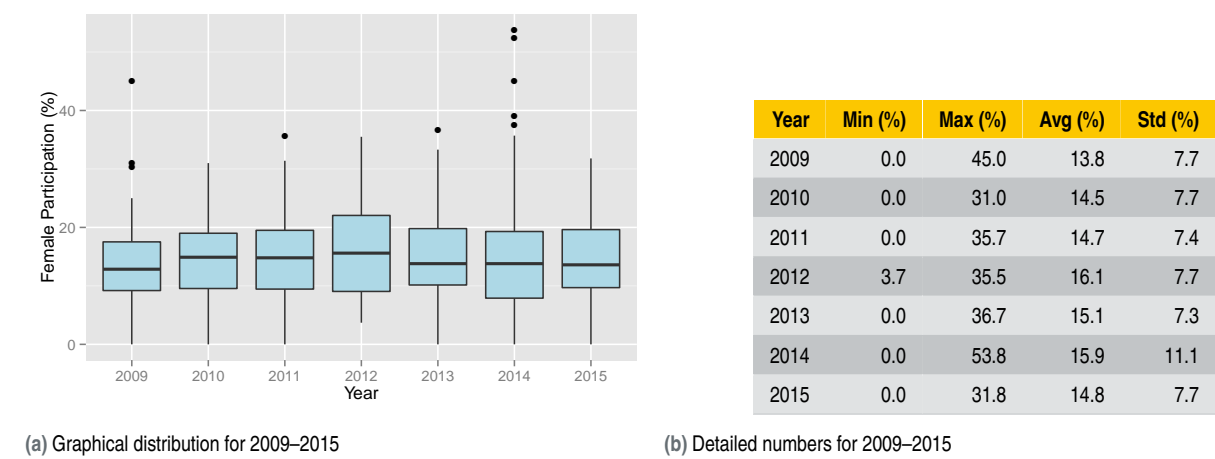 Female Participation (%)
40
20
0
2009 2010 2011 2012 2013 2014 2015
Year
(a) Graphical distribution for 2009–2015
Year Min (%) Max (%) Avg (%) Std (%)
2009 0.0 45.0 13.8 7.7
2010 0.0 31.0 14.5 7.7
2011 0.0 35.7 14.7 7.4
2012 3.7 35.5 16.1 7.7
2013 0.0 36.7 15.1 7.3
2014 0.0 53.8 15.9 11.1
2015 0.0 31.8 14.8 7.7
(b) Detailed numbers for 2009–2015